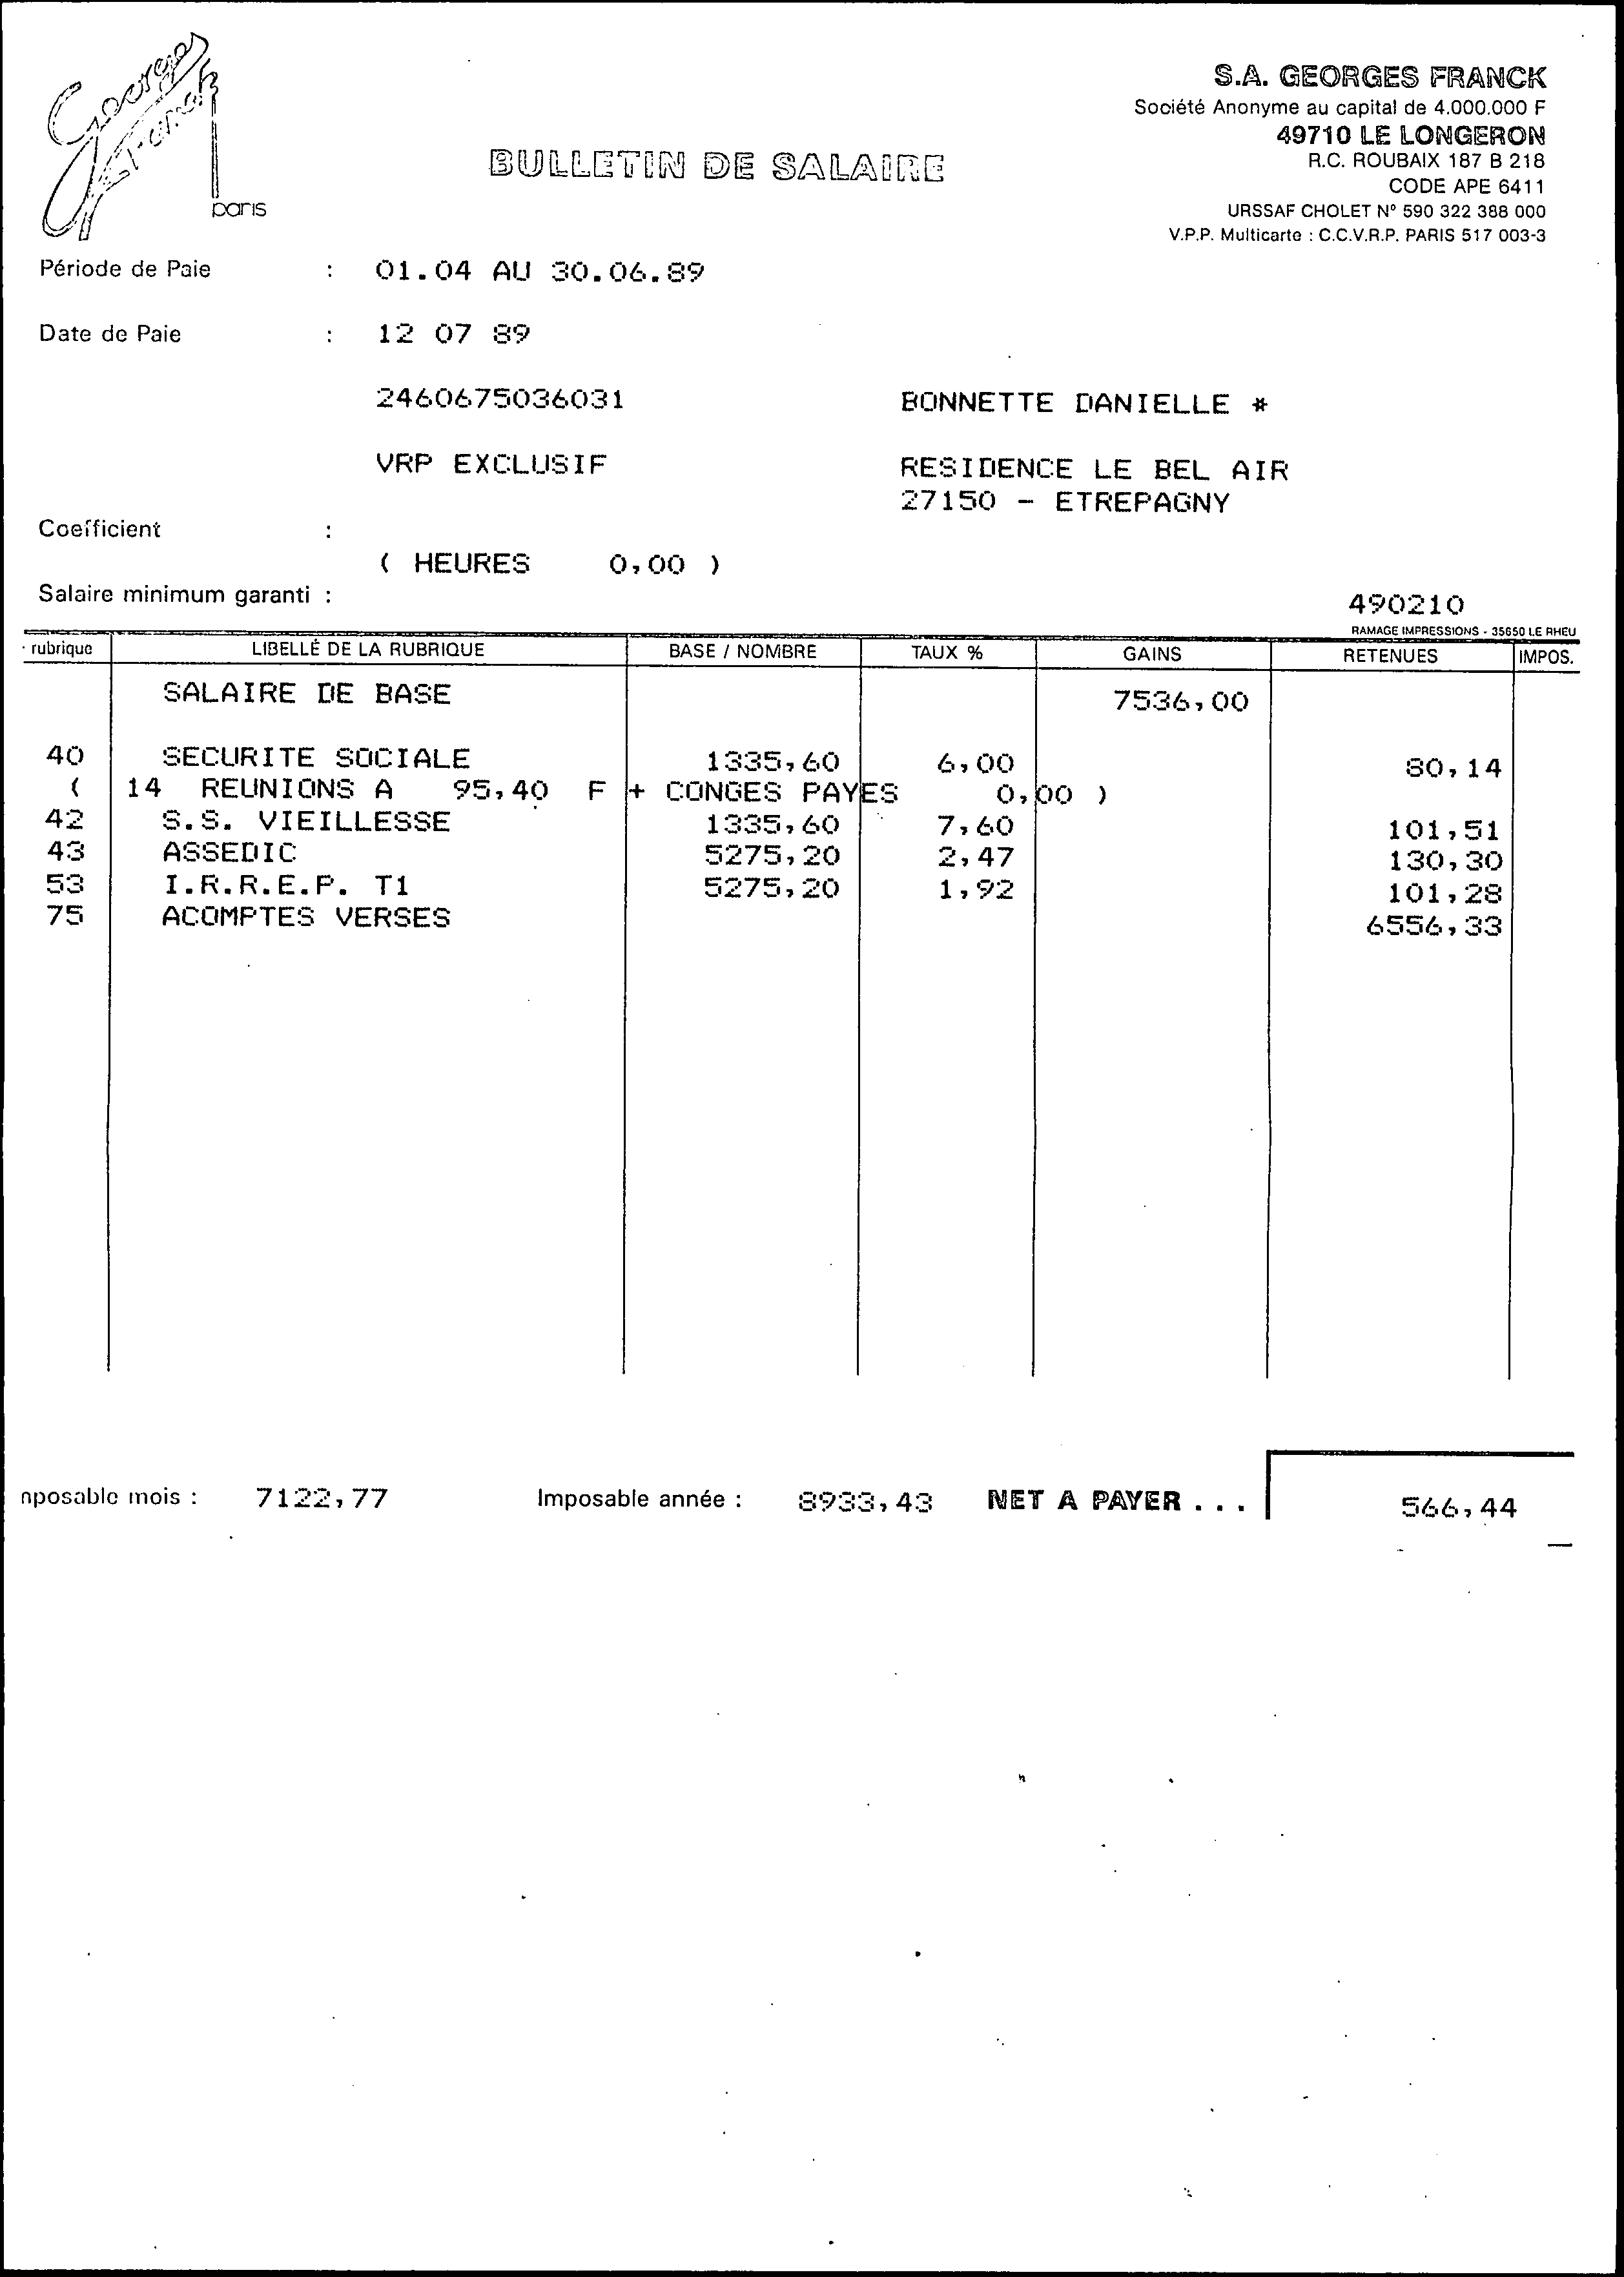 Georges Franck
paris
S.A. GEORGES FRANCK
Société Anonyme au capital de 4.000.000 F
49710 LE LONGERON
R.C. ROUBAIX 187 B 218
CODE APE 6411
URSSAF CHOLET Nº 590 322 388 000
V.P.P. Multicarte : C.C.V.R.P. PARIS 517 003-3
BULLETIN DE SALAIRE
Période de Paie : 01.04 AU 30.06.89
Date de Paie : 12 07 89
2460675036031 BONNETTE DANIELLE *
VRP EXCLUSIF RESIDENCE LE BEL AIR
27150 - ETREPAGNY
Coefficient :
( HEURES 0,00 )
Salaire minimum garanti :
490210
RAMAGE IMPRESSIONS - 35650 LE RHEU
rubrique LIBELLÉ DE LA RUBRIQUE BASE / NOMBRE TAUX % GAINS RETENUES IMPOS.
SALAIRE DE BASE 7536,00
40 SECURITE SOCIALE 1335,60 6,00 80,14
( 14 REUNIONS A 95,40 F + CONGES PAYES 0,00 )
42 S.S. VIEILLESSE 1335,60 7,60 101,51
43 ASSEDIC 5275,20 2,47 130,30
53 I.R.R.E.P. T1 5275,20 1,92 101,28
75 ACOMPTES VERSES 6556,33
nposable mois : 7122,77 Imposable année : 8933,43 NET A PAYER . . . 566,44